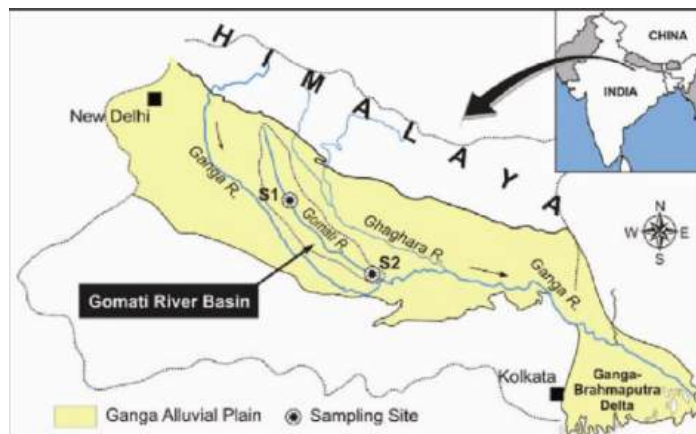 HIMALAYA
CHINA
INDIA
New Delhi
Ganga R.
S1
Gomati R.
Ghaghara R.
S2
Ganga R.
N
W E
S
Gomati River Basin
Kolkata
Ganga-
Brahmaputra
Delta
Ganga Alluvial Plain
Sampling Site